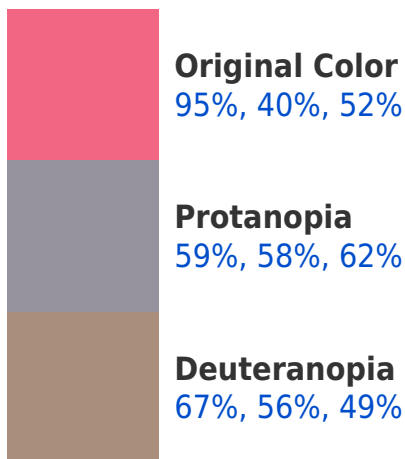 Original Color
95%, 40%, 52%
Protanopia
59%, 58%, 62%
Deuteranopia
67%, 56%, 49%